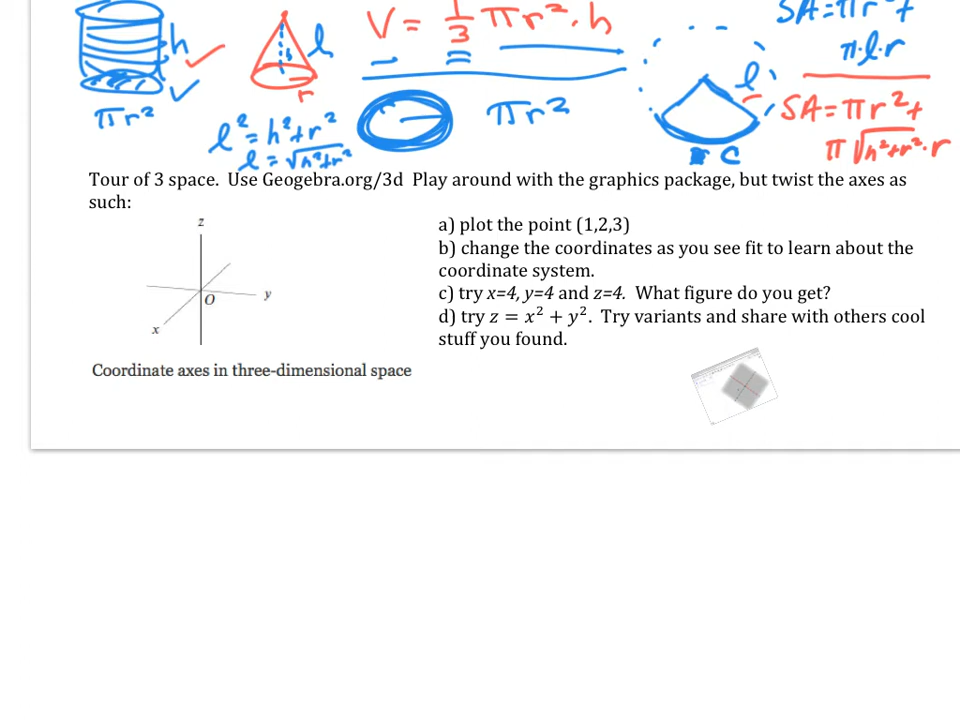 h
πr²
h
l
r
l² = h²+r²
l = √h²+r²
V = 1/3 πr²·h
πr²
l
C
SA=πr²+
π·l·r
SA=πr²+
π √h²+r²·r
Tour of 3 space. Use Geogebra.org/3d Play around with the graphics package, but twist the axes as
such:
z
y
O
x
Coordinate axes in three-dimensional space
a) plot the point (1,2,3)
b) change the coordinates as you see fit to learn about the
coordinate system.
c) try x=4, y=4 and z=4. What figure do you get?
d) try z = x² + y². Try variants and share with others cool
stuff you found.